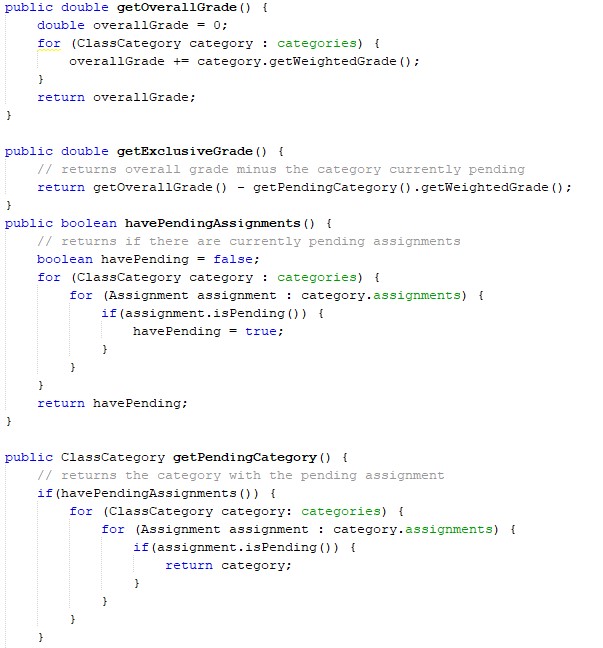 public double getOverallGrade() {
    double overallGrade = 0;
    for (ClassCategory category : categories) {
        overallGrade += category.getWeightedGrade();
    }
    return overallGrade;
}

public double getExclusiveGrade() {
    // returns overall grade minus the category currently pending
    return getOverallGrade() - getPendingCategory().getWeightedGrade();
}
public boolean havePendingAssignments() {
    // returns if there are currently pending assignments
    boolean havePending = false;
    for (ClassCategory category : categories) {
        for (Assignment assignment : category.assignments) {
            if(assignment.isPending()) {
                havePending = true;
            }
        }
    }
    return havePending;
}

public ClassCategory getPendingCategory() {
    // returns the category with the pending assignment
    if(havePendingAssignments()) {
        for (ClassCategory category: categories) {
            for (Assignment assignment : category.assignments) {
                if(assignment.isPending()) {
                    return category;
                }
            }
        }
    }